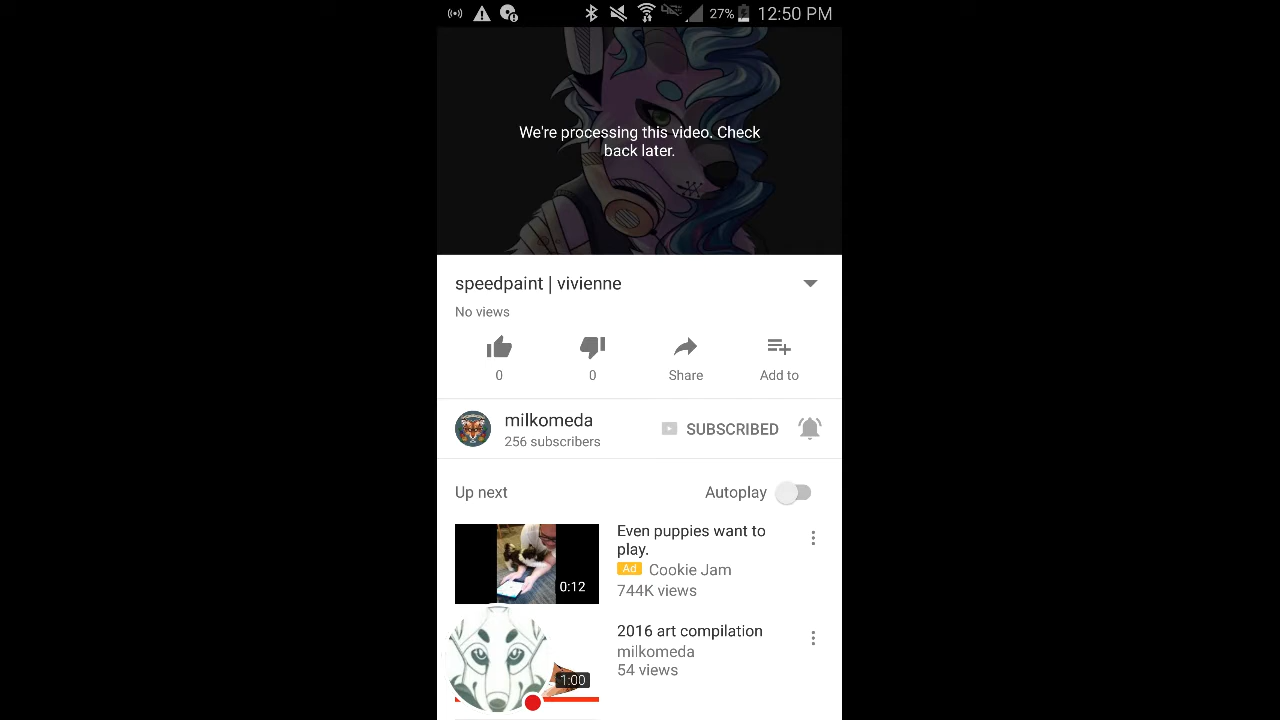 27% 12:50 PM
We're processing this video. Check
back later.
speedpaint | vivienne
No views
0 0 Share Add to
milkomeda
256 subscribers
SUBSCRIBED
Up next Autoplay
Even puppies want to
play.
Ad Cookie Jam
744K views
0:12
2016 art compilation
milkomeda
54 views
1:00